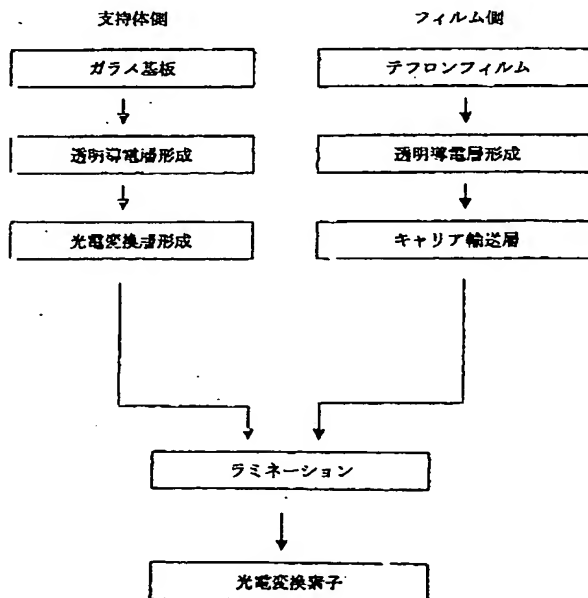 支持体側
フィルム側
ガラス基板
テフロンフィルム
透明導電層形成
透明導電層形成
光電変換層形成
キャリア輸送層
ラミネーション
光電変換素子